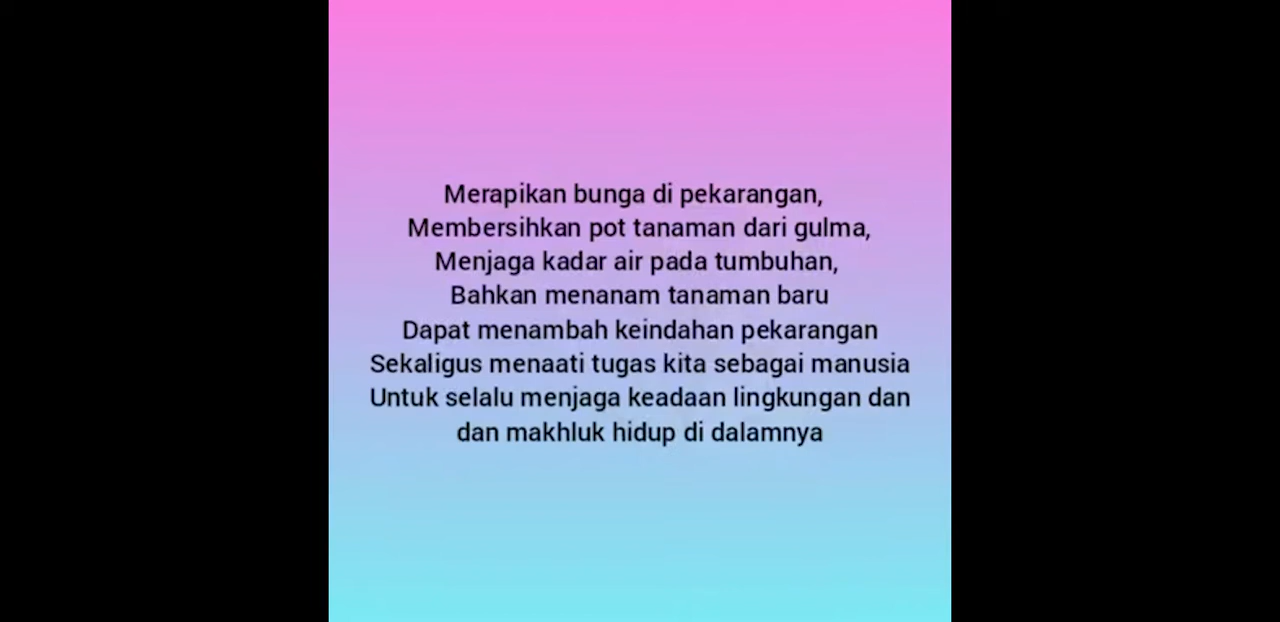 Merapikan bunga di pekarangan,
Membersihkan pot tanaman dari gulma,
Menjaga kadar air pada tumbuhan,
Bahkan menanam tanaman baru
Dapat menambah keindahan pekarangan
Sekaligus menaati tugas kita sebagai manusia
Untuk selalu menjaga keadaan lingkungan dan
dan makhluk hidup di dalamnya